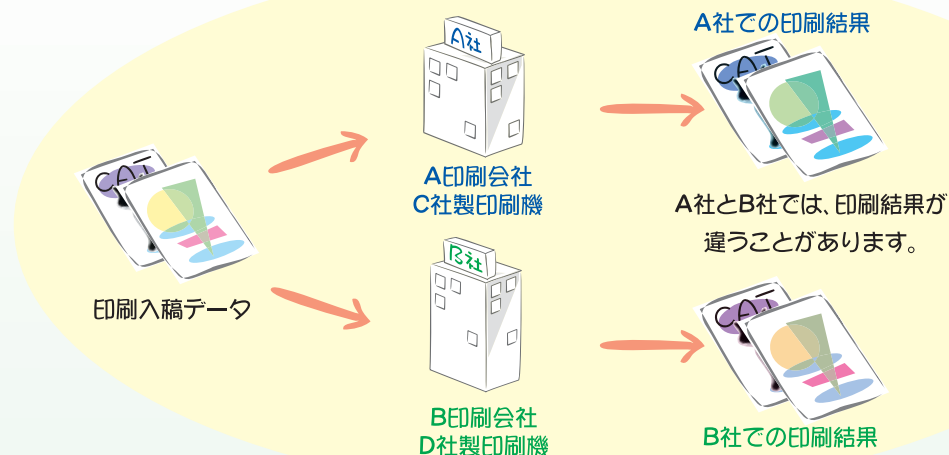 印刷入稿データ
A社
A印刷会社
C社製印刷機
B社
B印刷会社
D社製印刷機
A社での印刷結果
A社とB社では、印刷結果が
違うことがあります。
B社での印刷結果
CAT
CAT
CAT